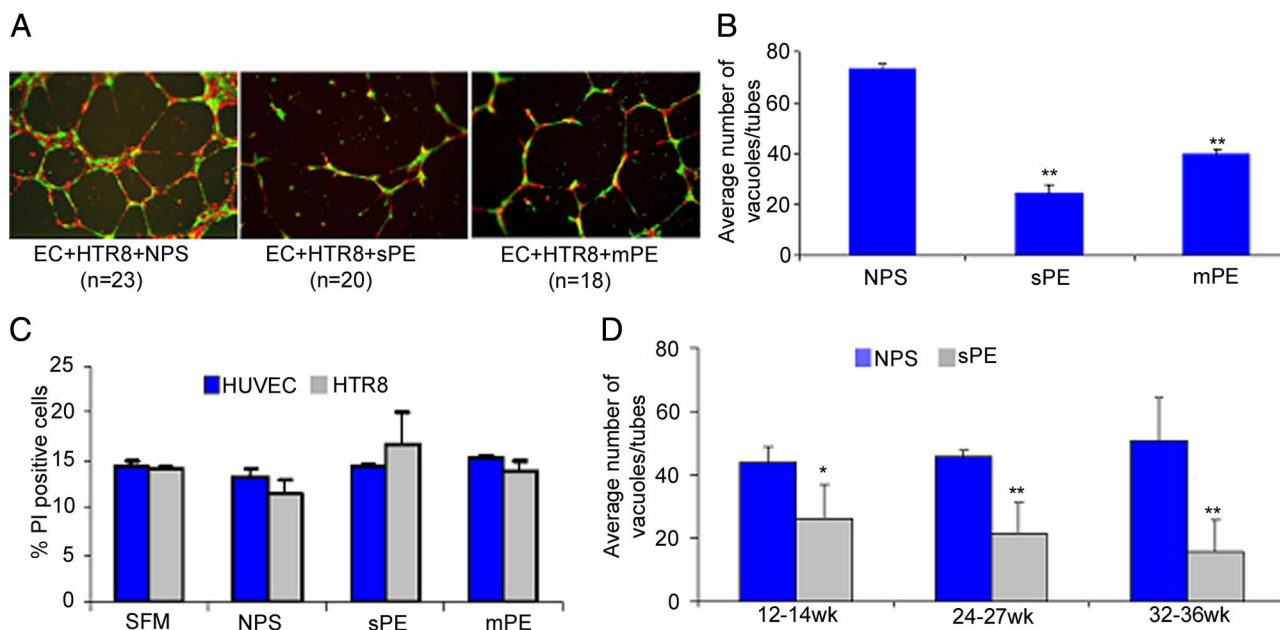 A
EC+HTR8+NPS
(n=23)
EC+HTR8+sPE
(n=20)
EC+HTR8+mPE
(n=18)
B
Average number of
vacuoles/tubes
80
60
40
20
0
**
**
NPS
sPE
mPE
C
% PI positive cells
25
20
15
10
5
0
HUVEC
HTR8
SFM
NPS
sPE
mPE
D
Average number of
vacuoles/tubes
80
60
40
20
0
NPS
sPE
*
**
**
12-14wk
24-27wk
32-36wk